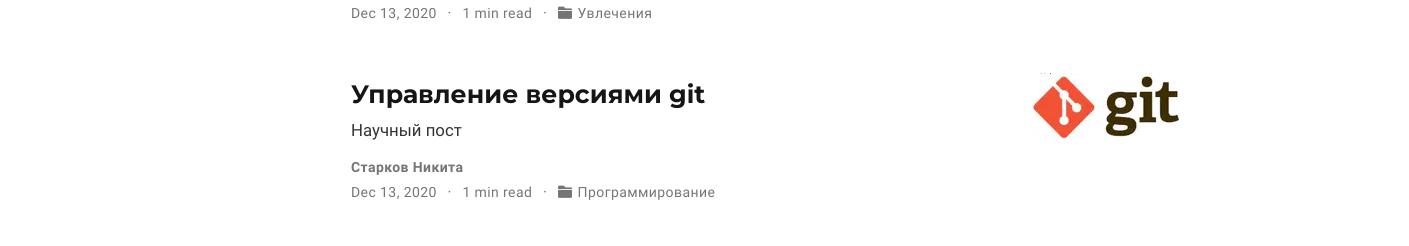 Dec 13, 2020 · 1 min read · Увлечения
Управление версиями git
Научный пост
git
Старков Никита
Dec 13, 2020 · 1 min read · Программирование